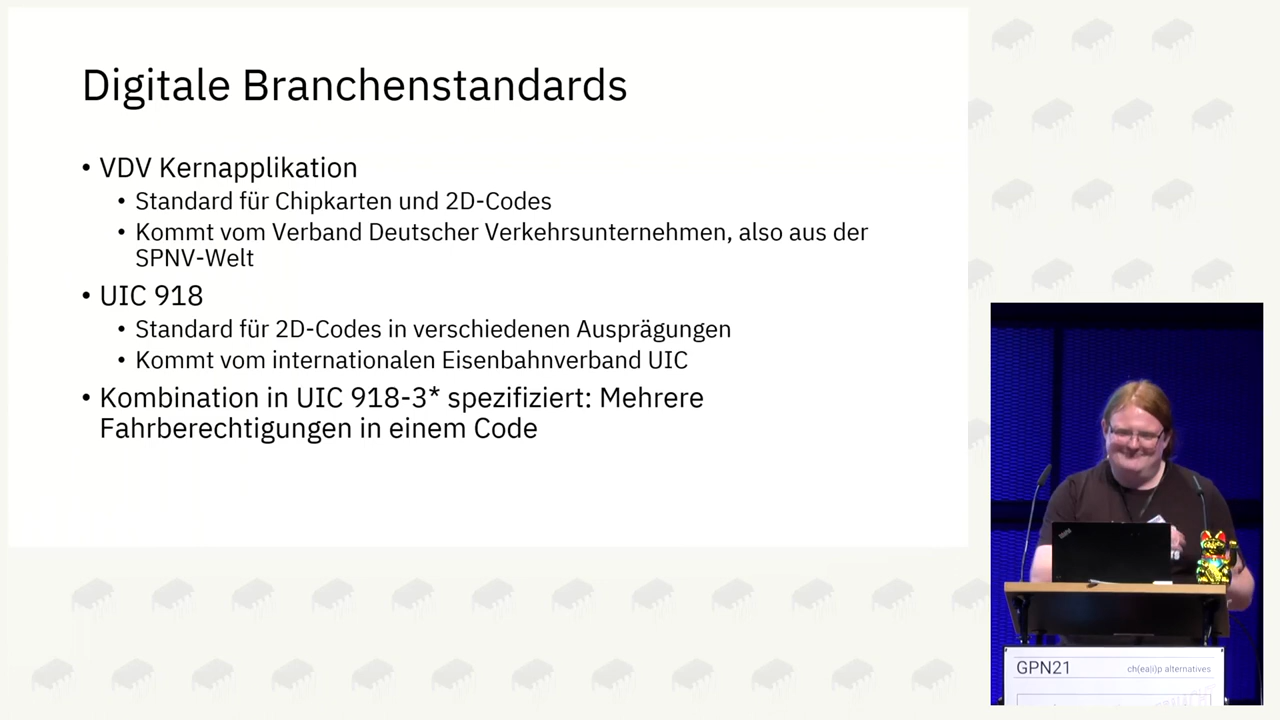 Digitale Branchenstandards
• VDV Kernapplikation
• Standard für Chipkarten und 2D-Codes
• Kommt vom Verband Deutscher Verkehrsunternehmen, also aus der
SPNV-Welt
• UIC 918
• Standard für 2D-Codes in verschiedenen Ausprägungen
• Kommt vom internationalen Eisenbahnverband UIC
• Kombination in UIC 918-3* spezifiziert: Mehrere
Fahrberechtigungen in einem Code
GPN21
ch(ea|i)p alternatives